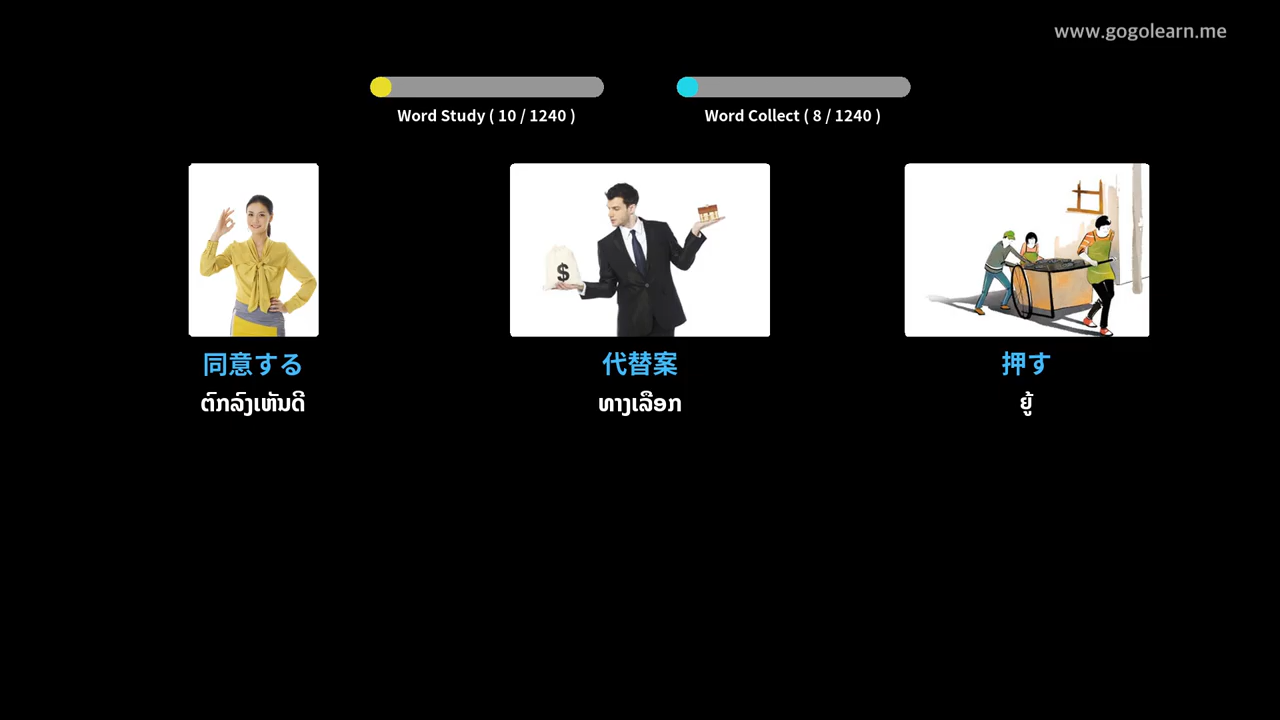 www.gogolearn.me
Word Study ( 10 / 1240 )
Word Collect ( 8 / 1240 )
$
同意する
代替案
押す
ຕົກລົງເຫັນດີ
ທາງເລືອກ
ຍູ້